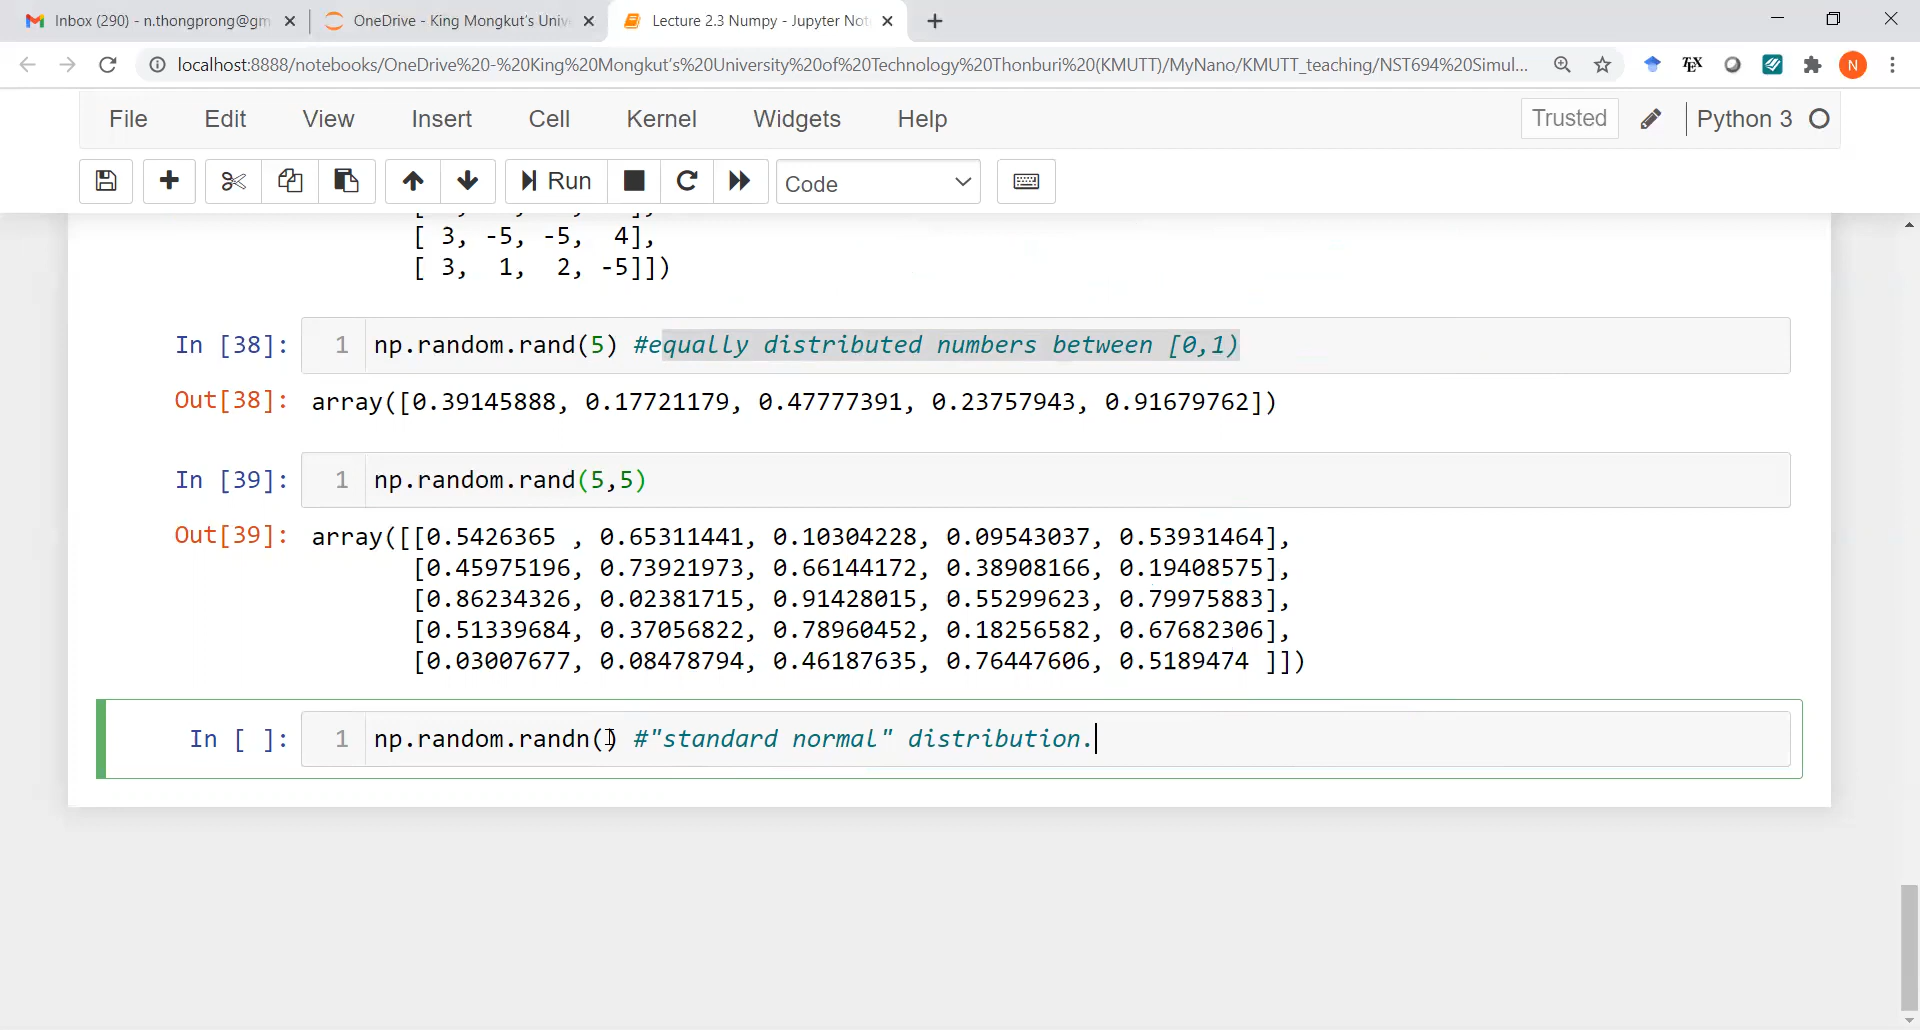 Inbox (290) - n.thongprong@gm
OneDrive - King Mongkut's Univ
Lecture 2.3 Numpy - Jupyter Not
localhost:8888/notebooks/OneDrive%20-%20King%20Mongkut's%20University%20of%20Technology%20Thonburi%20(KMUTT)/MyNano/KMUTT_teaching/NST694%20Simul...
N
File Edit View Insert Cell Kernel Widgets Help Trusted Python 3
Run Code
[ 3, -5, -5,  4],
[ 3,  1,  2, -5]])
In [38]: 1 np.random.rand(5) #equally distributed numbers between [0,1)
Out[38]: array([0.39145888, 0.17721179, 0.47777391, 0.23757943, 0.91679762])
In [39]: 1 np.random.rand(5,5)
Out[39]: array([[0.5426365 , 0.65311441, 0.10304228, 0.09543037, 0.53931464],
[0.45975196, 0.73921973, 0.66144172, 0.38908166, 0.19408575],
[0.86234326, 0.02381715, 0.91428015, 0.55299623, 0.79975883],
[0.51339684, 0.37056822, 0.78960452, 0.18256582, 0.67682306],
[0.03007677, 0.08478794, 0.46187635, 0.76447606, 0.5189474 ]])
In [ ]: 1 np.random.randn() #"standard normal" distribution.